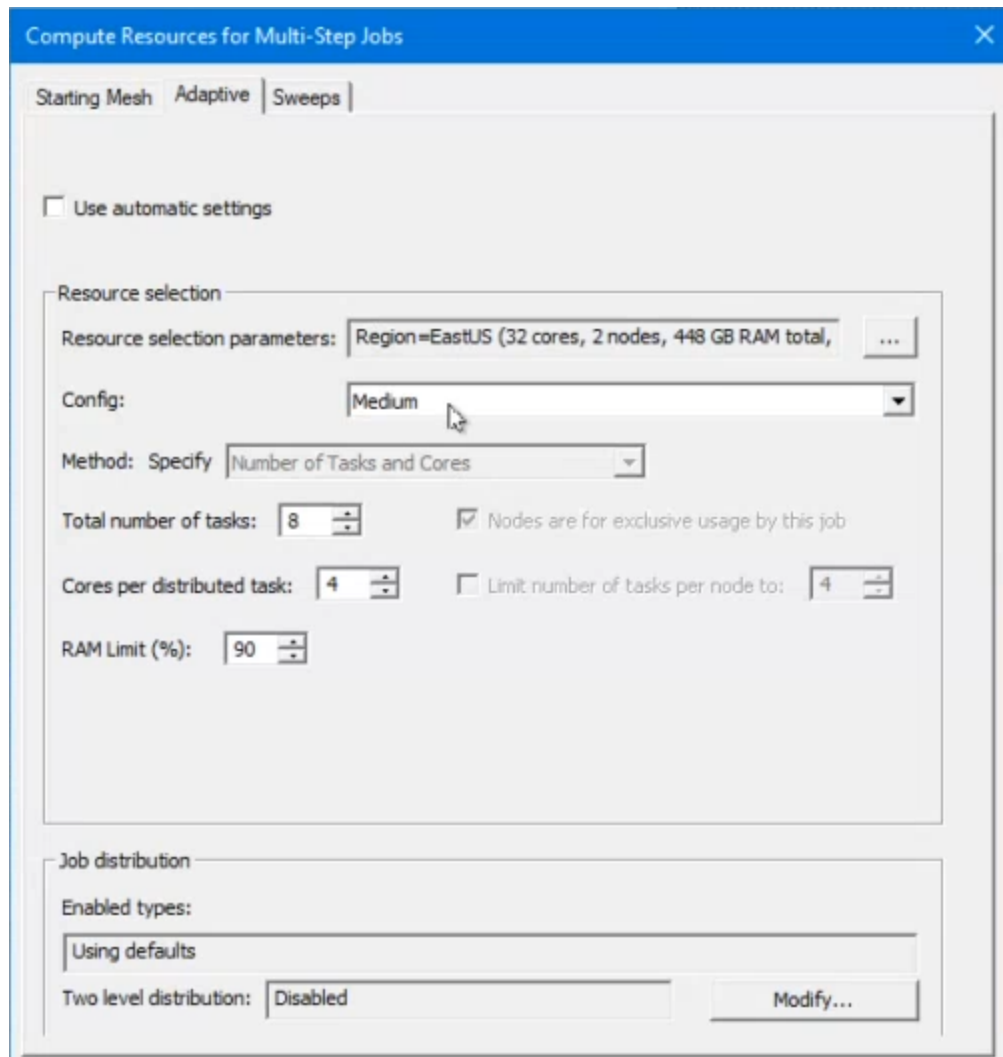 Compute Resources for Multi-Step Jobs
Starting Mesh Adaptive Sweeps
Use automatic settings
Resource selection
Resource selection parameters: Region=EastUS (32 cores, 2 nodes, 448 GB RAM total, ...
Config: Medium
Method: Specify Number of Tasks and Cores
Total number of tasks: 8 Nodes are for exclusive usage by this job
Cores per distributed task: 4 Limit number of tasks per node to: 4
RAM Limit (%): 90
Job distribution
Enabled types:
Using defaults
Two level distribution: Disabled Modify...